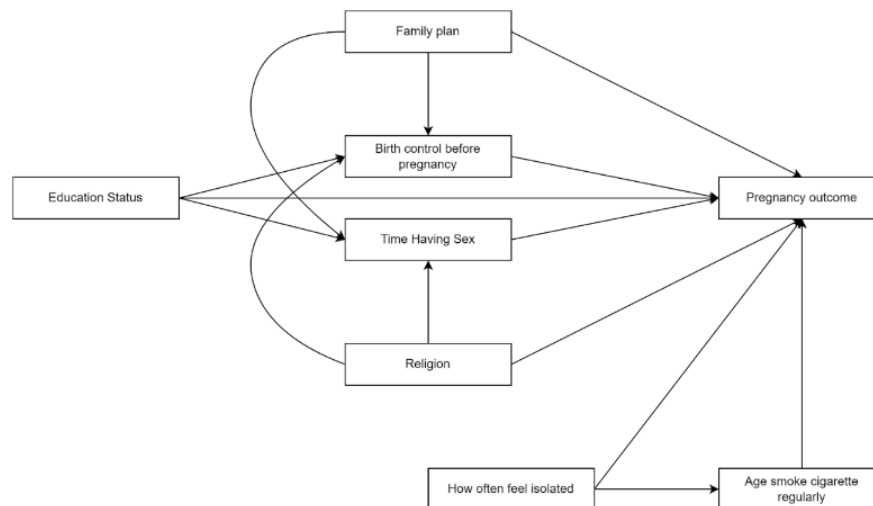 Family plan
Birth control before
pregnancy
Education Status
Pregnancy outcome
Time Having Sex
Religion
How often feel isolated
Age smoke cigarette
regularly